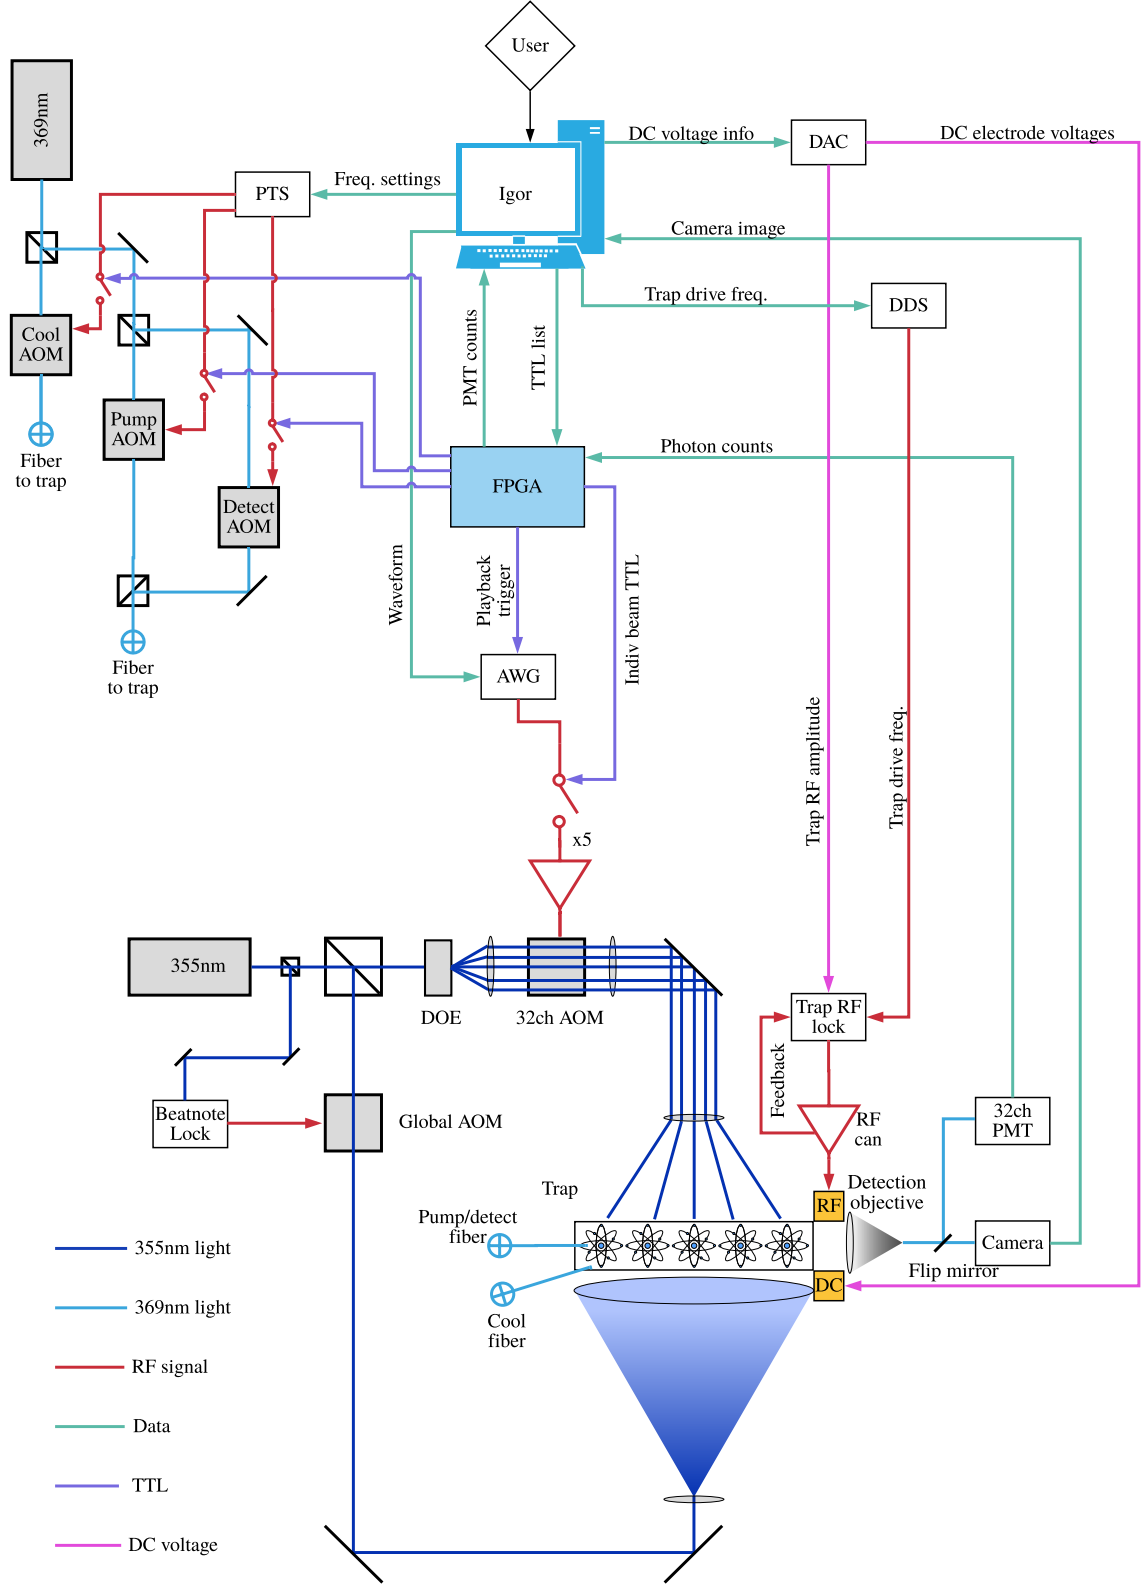 User
369nm
DC voltage info
DAC
DC electrode voltages
Freq. settings
PTS
Igor
Camera image
Trap drive freq.
DDS
Cool
AOM
PMT counts
TTL list
Pump
AOM
Fiber
to trap
Photon counts
FPGA
Detect
AOM
Waveform
Playback
trigger
Indiv beam TTL
Fiber
to trap
AWG
Trap RF amplitude
Trap drive freq.
x5
355nm
DOE
32ch AOM
Trap RF
lock
Feedback
Beatnote
Lock
Global AOM
RF
can
32ch
PMT
Trap
Detection
objective
RF
Pump/detect
fiber
Camera
Flip mirror
DC
Cool
fiber
355nm light
369nm light
RF signal
Data
TTL
DC voltage